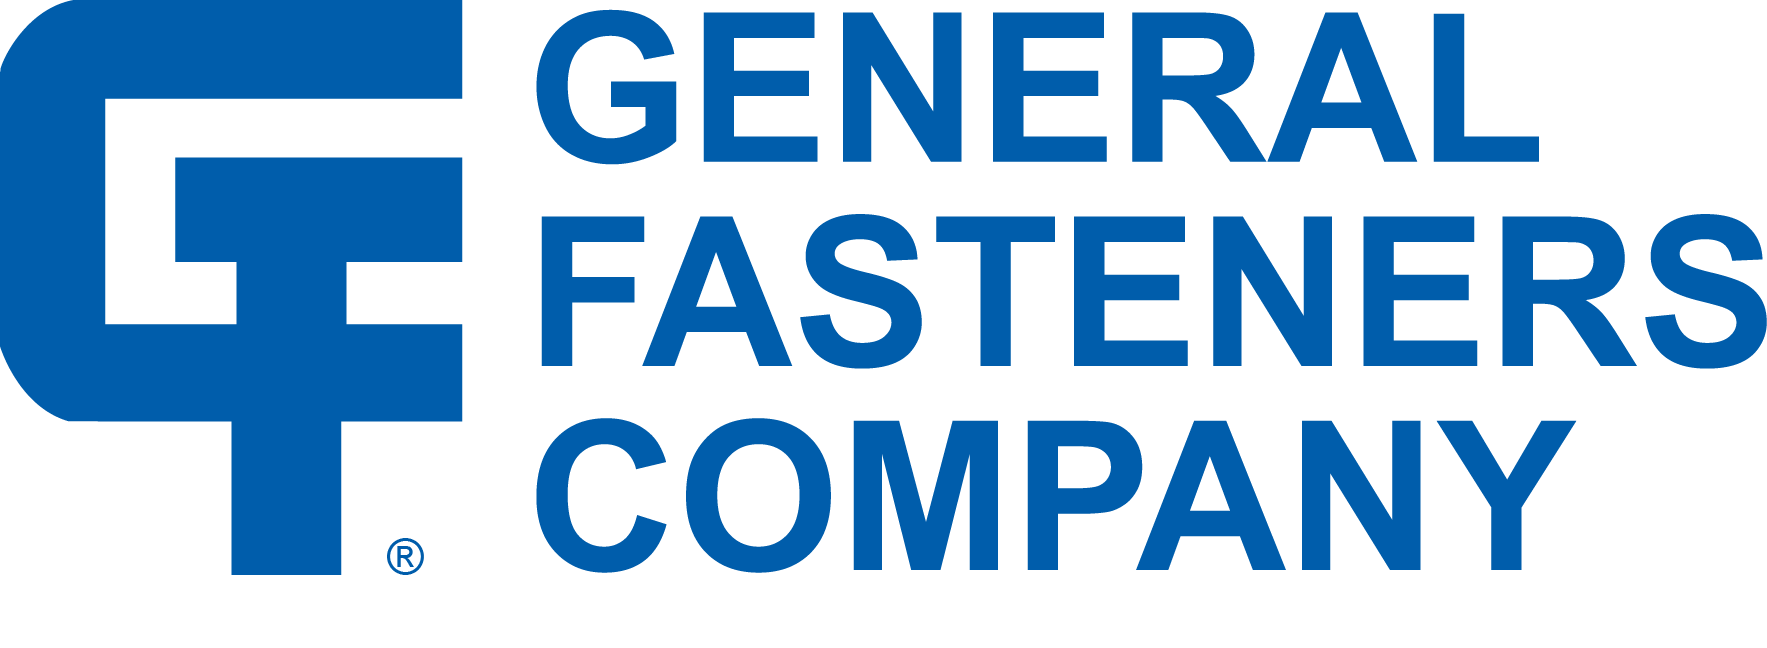 GENERAL
FASTENERS
COMPANY
®